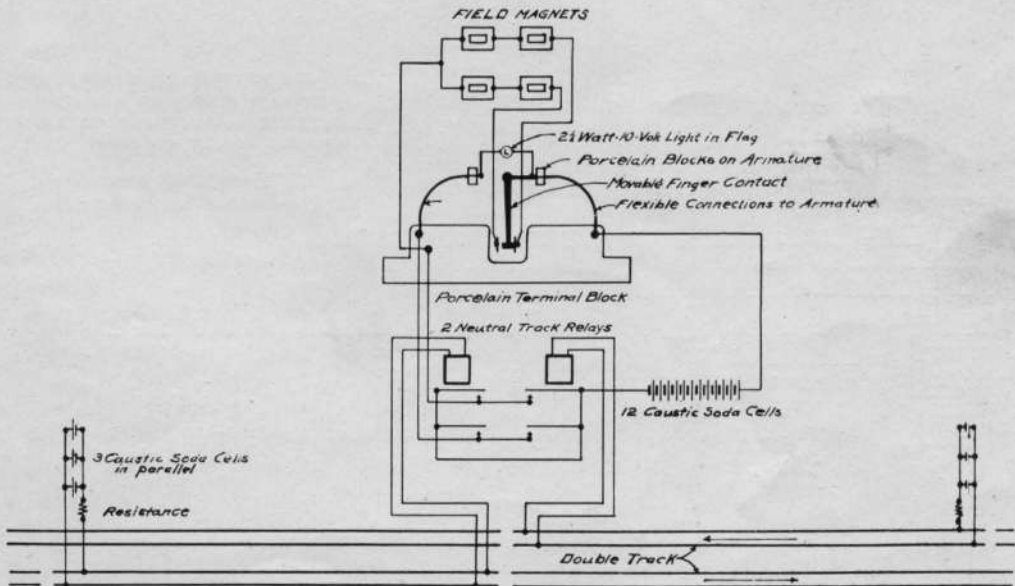 FIELD MAGNETS
2½ Watt-10-Volt Light in Flag
L
Porcelain Blocks on Armature
Movable Finger Contact
Flexible Connections to Armature
Porcelain Terminal Block
2 Neutral Track Relays
12 Caustic Soda Cells
3 Caustic Soda Cells
in parallel
Resistance
Double Track